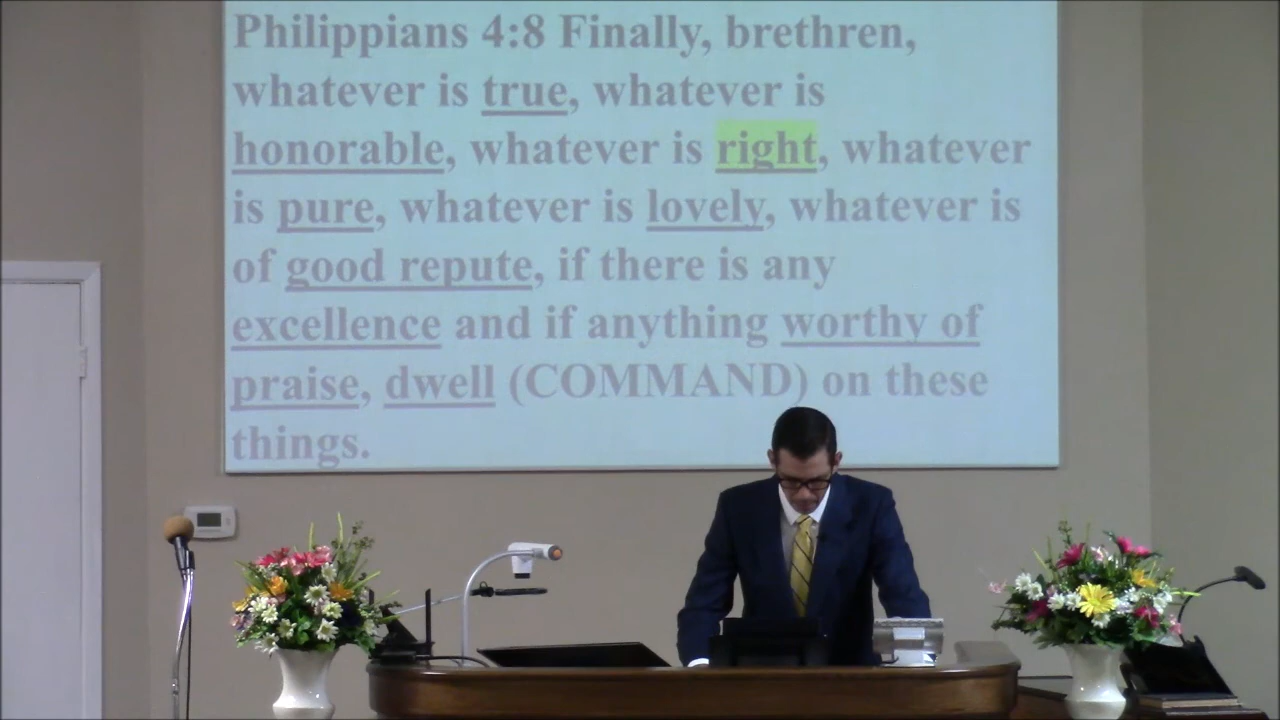 Philippians 4:8 Finally, brethren,
whatever is true, whatever is
honorable, whatever is right, whatever
is pure, whatever is lovely, whatever is
of good repute, if there is any
excellence and if anything worthy of
praise, dwell (COMMAND) on these
things.